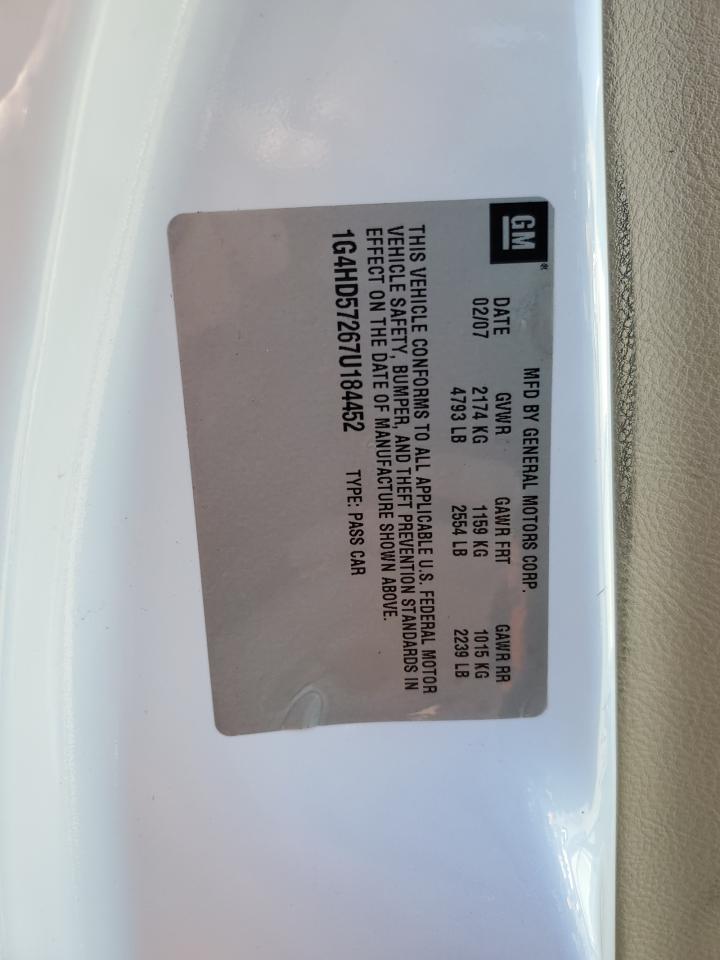 GM®
MFD BY GENERAL MOTORS CORP.
DATE GVWR GAWR FRT GAWR RR
02/07 2174 KG 1159 KG 1015 KG
4793 LB 2554 LB 2239 LB
THIS VEHICLE CONFORMS TO ALL APPLICABLE U.S. FEDERAL MOTOR
VEHICLE SAFETY, BUMPER, AND THEFT PREVENTION STANDARDS IN
EFFECT ON THE DATE OF MANUFACTURE SHOWN ABOVE.
1G4HD57267U184452 TYPE: PASS CAR